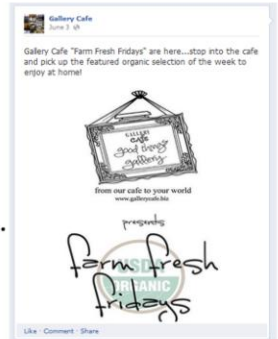 Gallery Cafe
June 3
Gallery Cafe "Farm Fresh Fridays" are here...stop into the cafe
and pick up the featured organic selection of the week to
enjoy at home!
GALLERY
CAFE
good things
gallery
from our cafe to your world
www.gallerycafe.biz
presents
farm fresh
USDA
ORGANIC
fridays
Like · Comment · Share